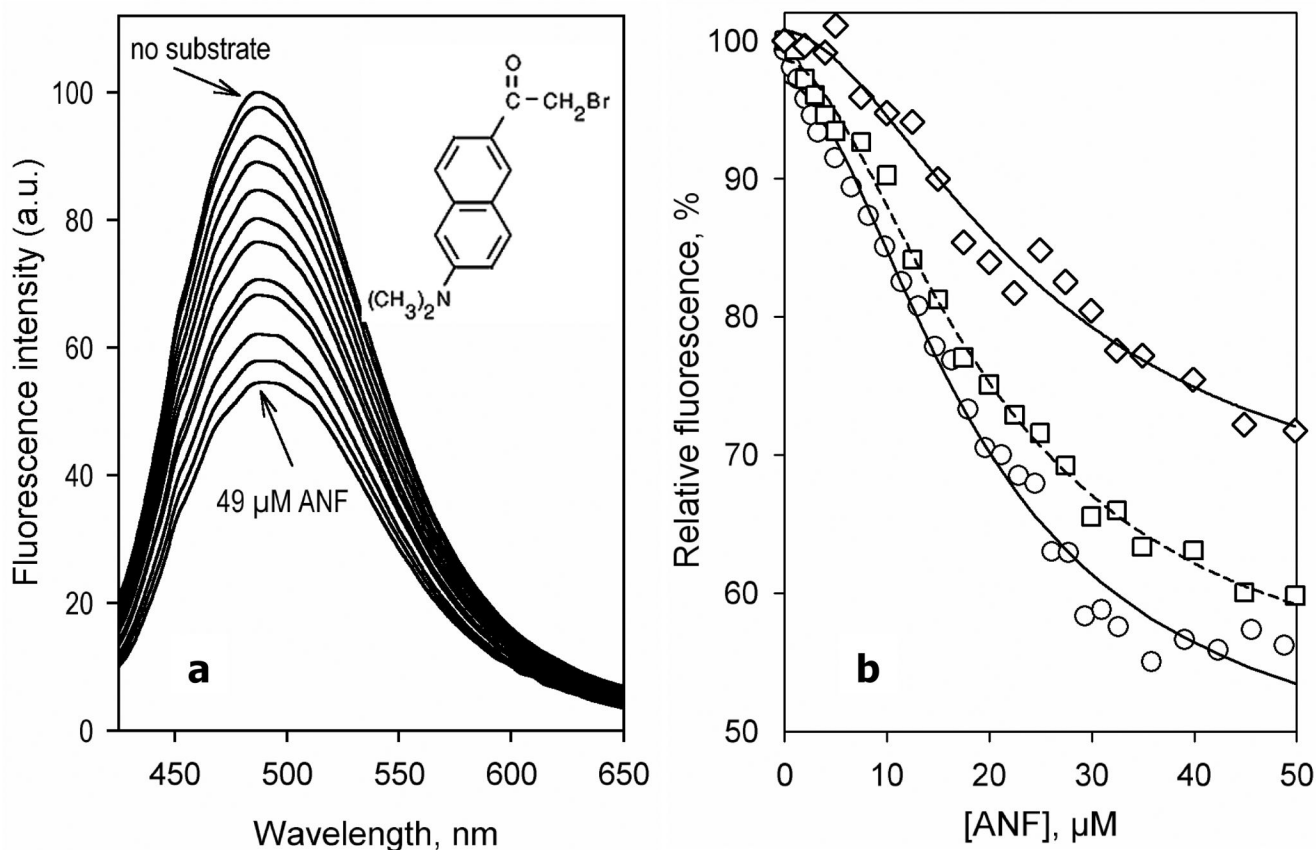 no substrate
O
C
CH₂Br
(CH₃)₂N
49 µM ANF
100
80
60
40
20
0
Fluorescence intensity (a.u.)
450
500
550
600
650
Wavelength, nm
a
100
90
80
70
60
50
Relative fluorescence, %
0
10
20
30
40
50
[ANF], µM
b